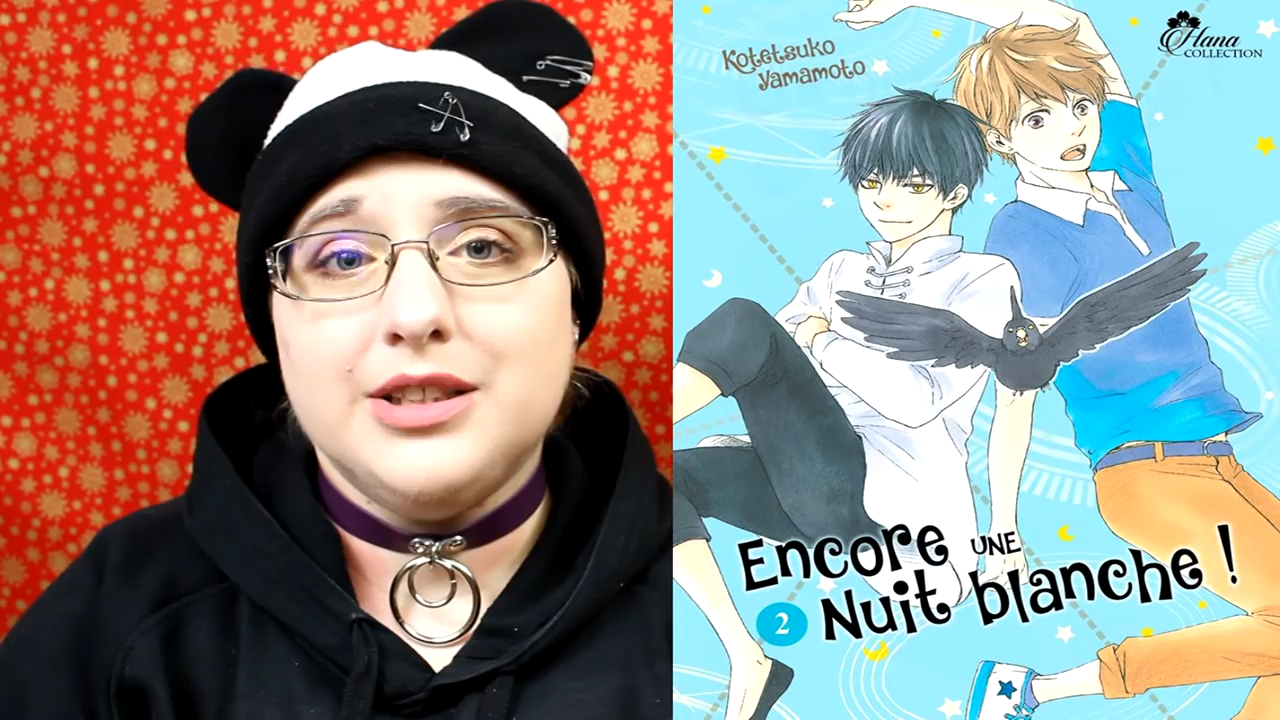 Kotetsuko
Yamamoto
Hana
COLLECTION
Encore UNE
2 Nuit blanche !